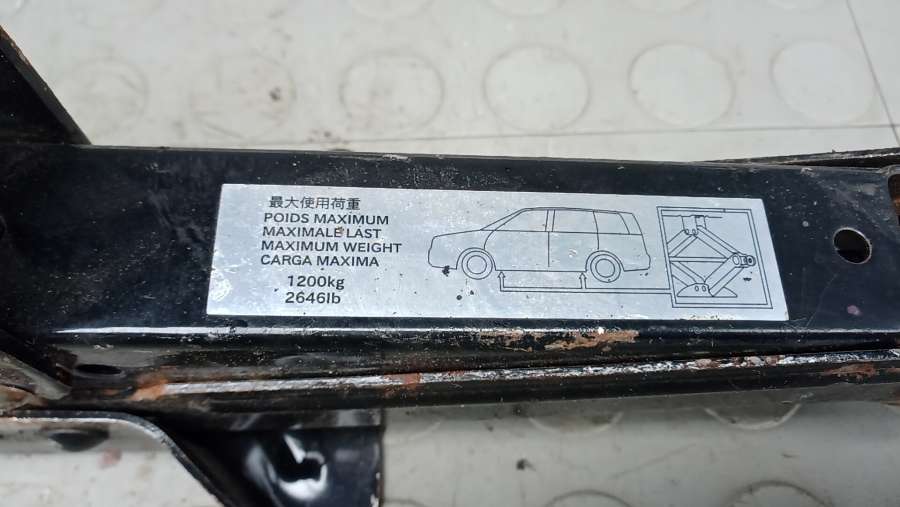 最大使用荷重
POIDS MAXIMUM
MAXIMALE LAST
MAXIMUM WEIGHT
CARGA MAXIMA
1200kg
2646lb